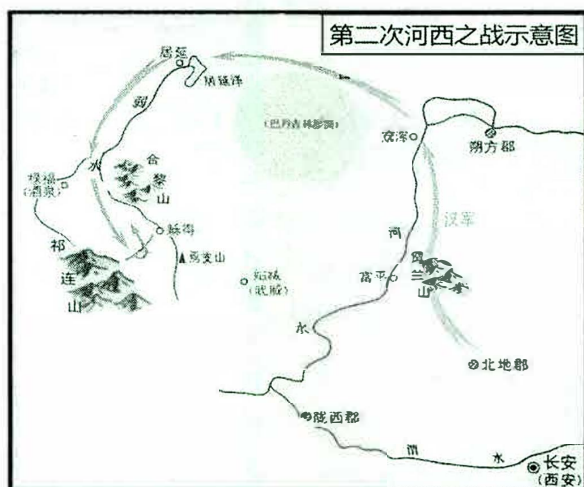 第二次河西之战示意图
居延
居延泽
弱
水
(巴丹吉林沙漠)
窳浑
朔方郡
合
黎
山
禄福
(酒泉)
觻得
祁
连
山
焉支山
姑臧
(武威)
河
水
富平
汉军
贺
兰
山
北地郡
陇西郡
渭
水
长安
(西安)